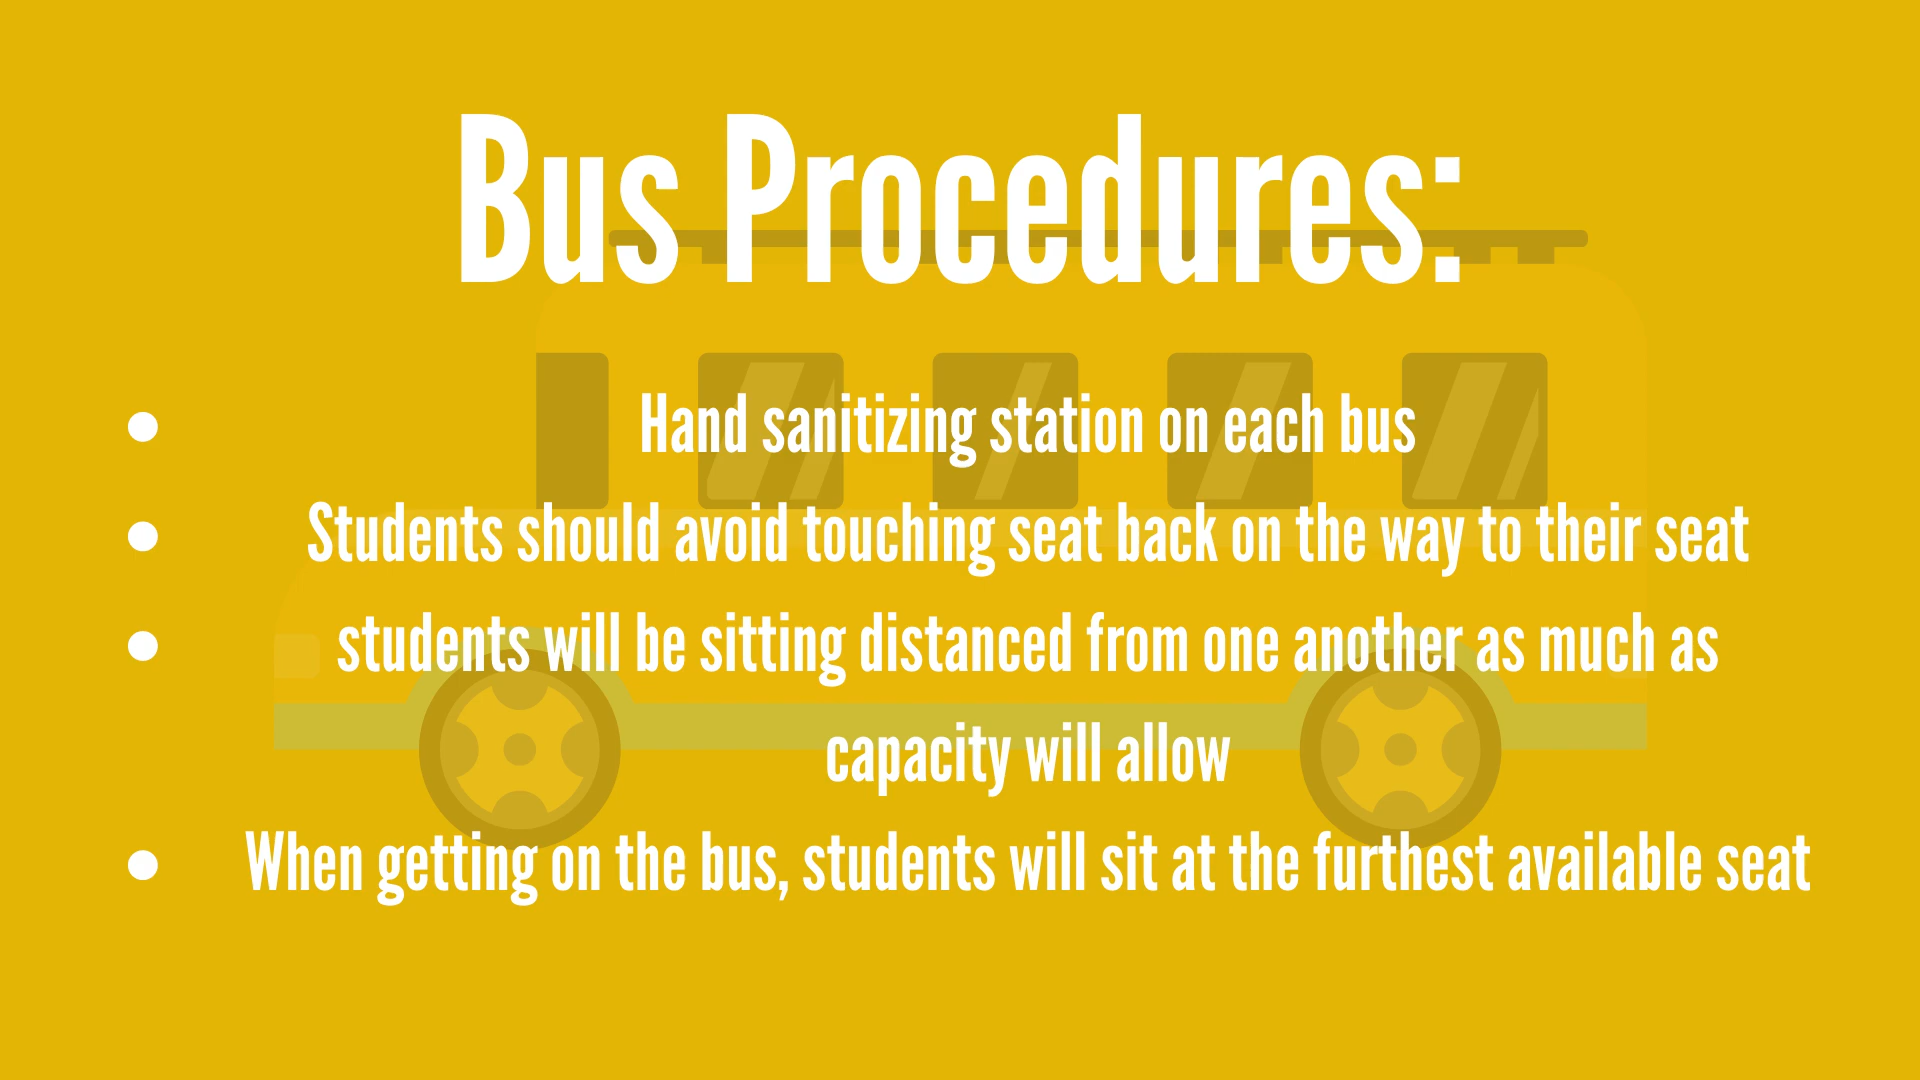 Bus Procedures:
• Hand sanitizing station on each bus
• Students should avoid touching seat back on the way to their seat
• students will be sitting distanced from one another as much as
capacity will allow
• When getting on the bus, students will sit at the furthest available seat